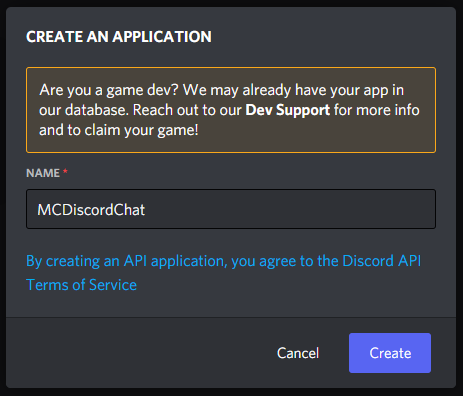 CREATE AN APPLICATION
Are you a game dev? We may already have your app in
our database. Reach out to our Dev Support for more info
and to claim your game!
NAME *
MCDiscordChat
By creating an API application, you agree to the Discord API
Terms of Service
Cancel Create